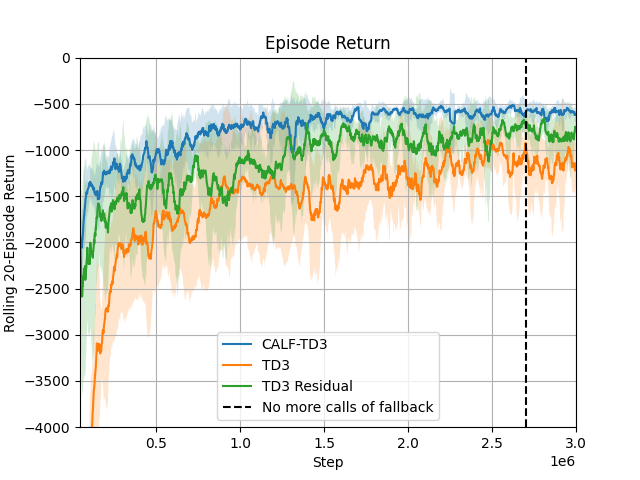 Episode Return
Rolling 20-Episode Return
0
−500
−1000
−1500
−2000
−2500
−3000
−3500
−4000
CALF-TD3
TD3
TD3 Residual
No more calls of fallback
0.5 1.0 1.5 2.0 2.5 3.0
Step
1e6